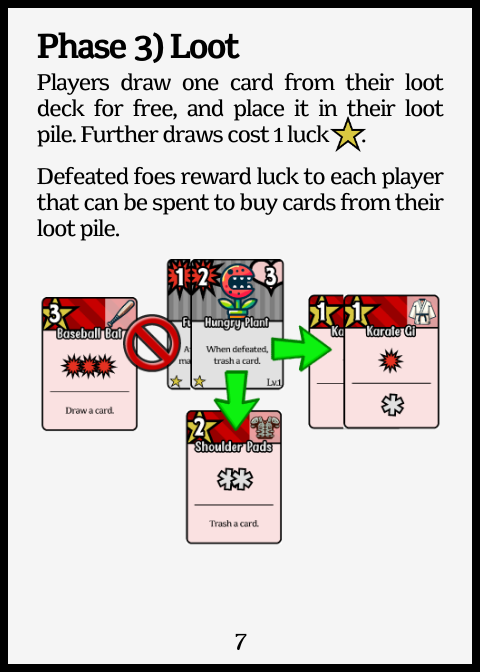 Phase 3) Loot
Players draw one card from their loot
deck for free, and place it in their loot
pile. Further draws cost 1 luck .
Defeated foes reward luck to each player
that can be spent to buy cards from their
loot pile.
3
Baseball Bat
Draw a card.
1
2
3
Hungry Plant
When defeated,
trash a card.
Lv.1
1
1
Karate Gi
2
Shoulder Pads
Trash a card.
7